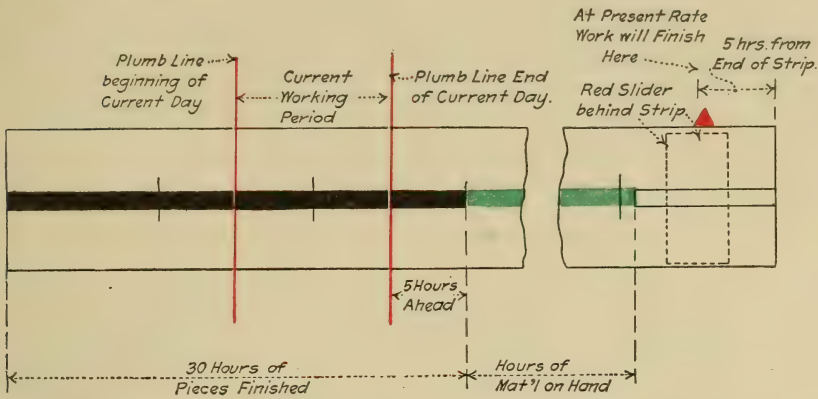 Plumb Line
beginning of
Current Day
Current
Working
Period
Plumb Line End
of Current Day.
At Present Rate
Work will Finish
Here
5 hrs. from
End of Strip.
Red Slider
behind Strip
5 Hours
Ahead
30 Hours of
Pieces Finished
Hours of
Mat'l on Hand